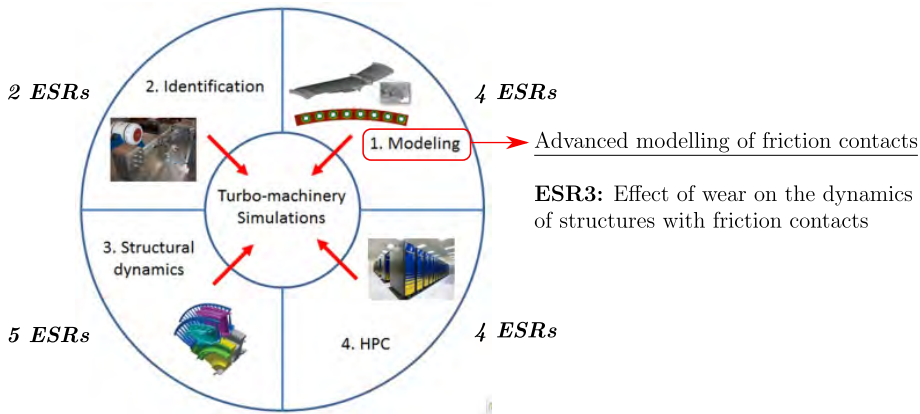 2 ESRs
2. Identification
4 ESRs
1. Modeling
Advanced modelling of friction contacts
Turbo-machinery
Simulations
ESR3: Effect of wear on the dynamics
of structures with friction contacts
3. Structural
dynamics
5 ESRs
4. HPC
4 ESRs